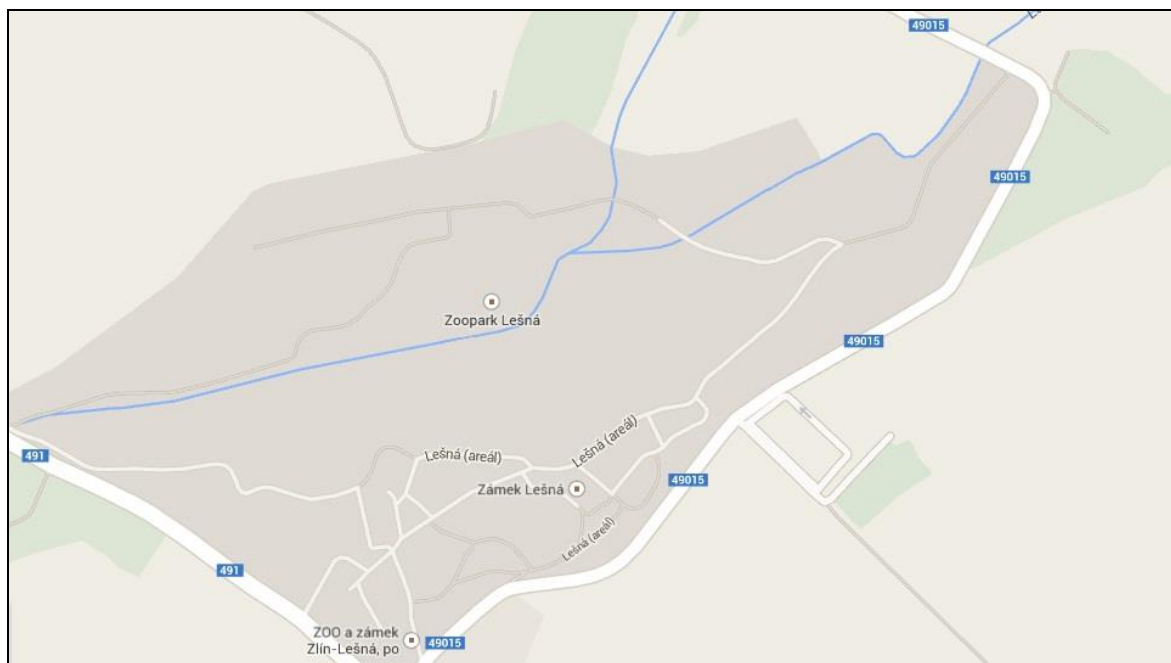 49015
49015
Zoopark Lešná
49015
Lešná (areál)
Lešná (areál)
491
Zámek Lešná
49015
Lešná (areál)
491
ZOO a zámek
Zlín-Lešná, po
49015